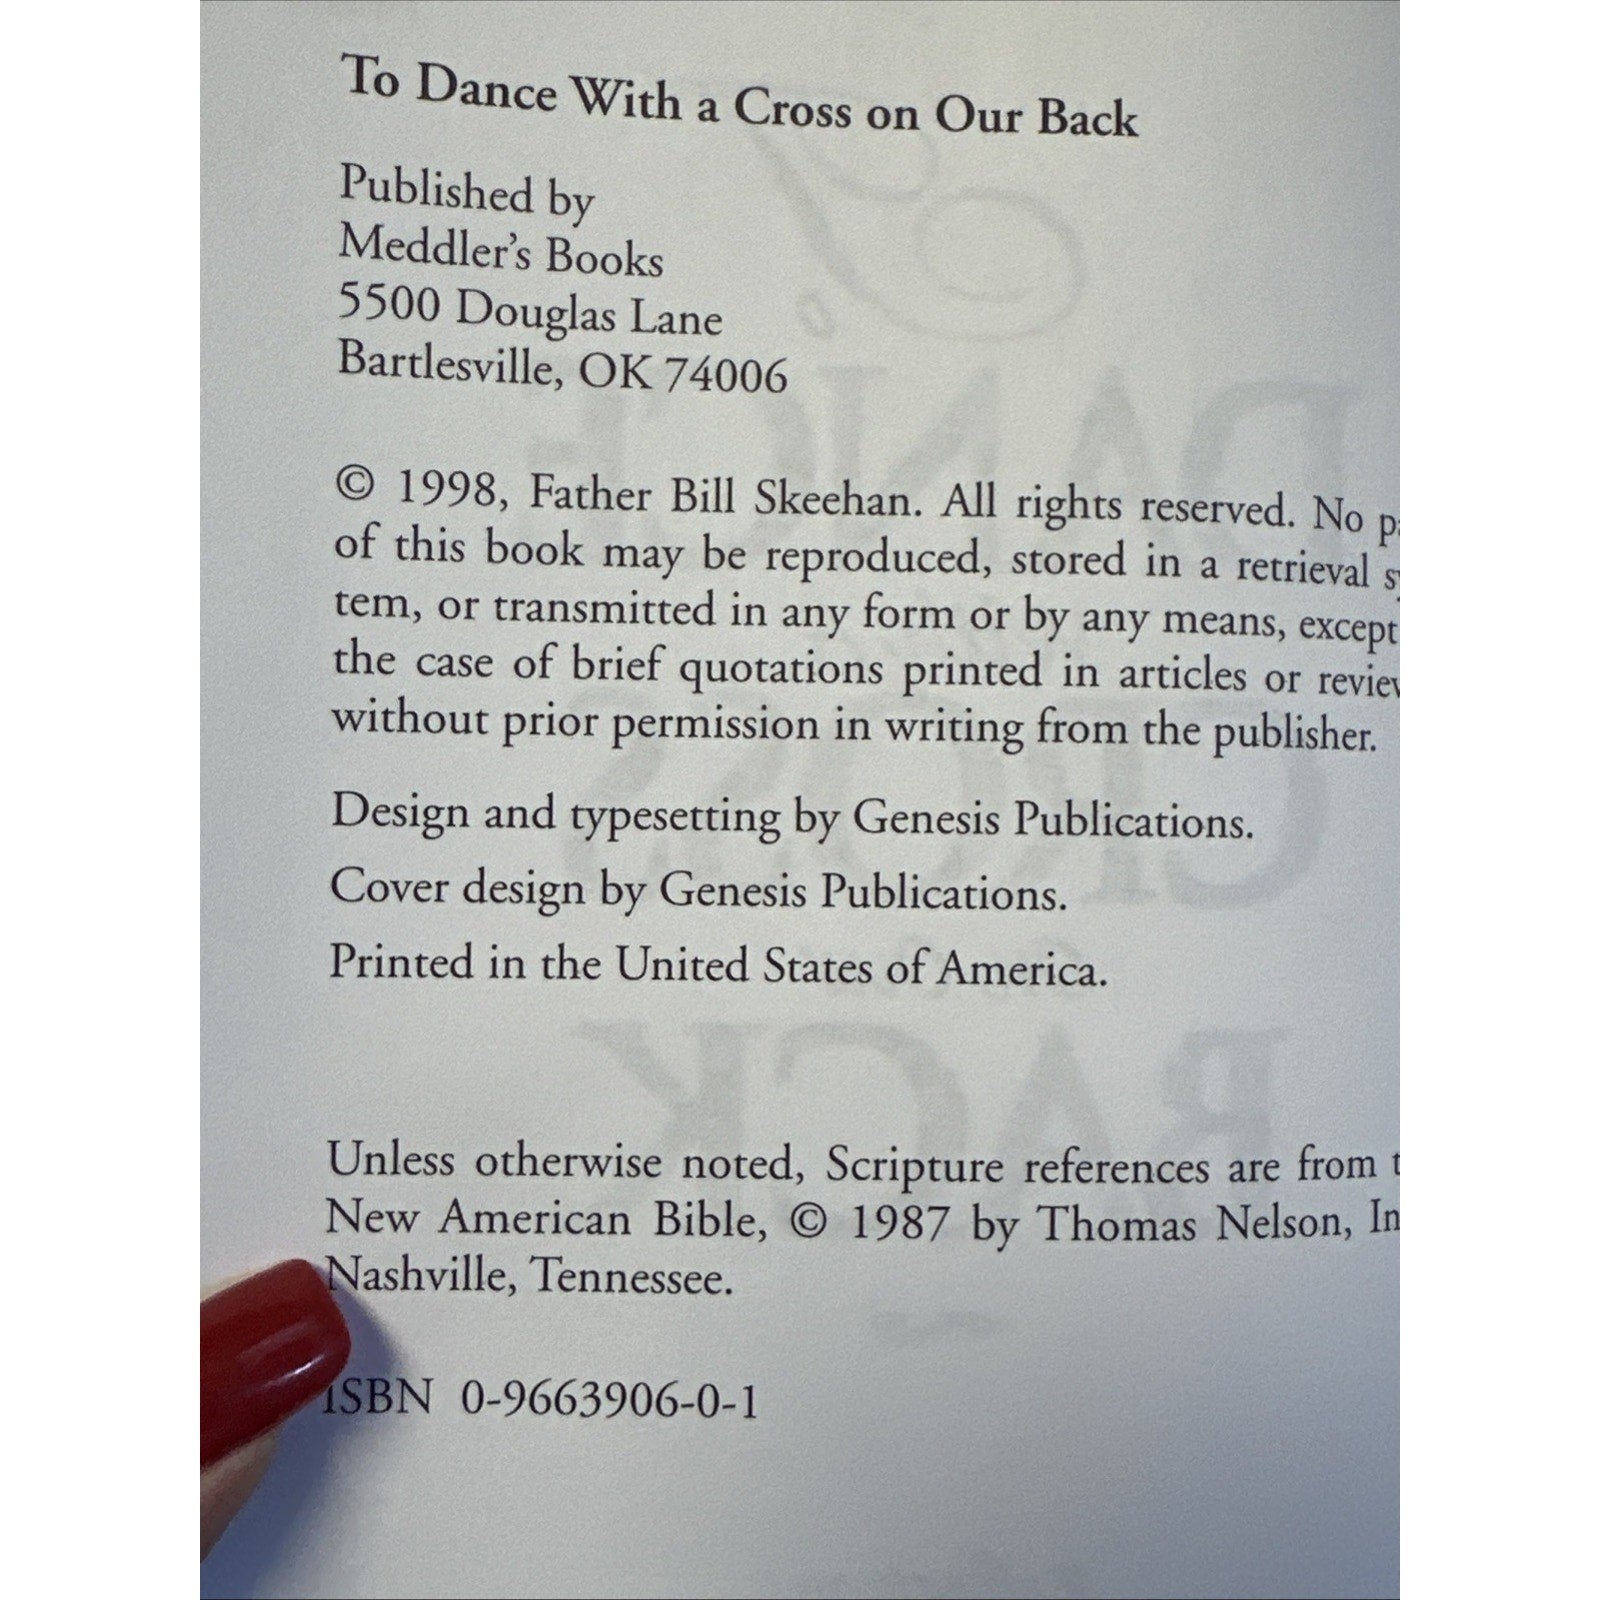 To Dance With a Cross on Our Back
Published by
Meddler's Books
5500 Douglas Lane
Bartlesville, OK 74006
© 1998, Father Bill Skeehan. All rights reserved. No
of this book may be reproduced, stored in a retrieval
tem, or transmitted in any form or by any means, except
the case of brief quotations printed in articles or
without prior permission in writing from the publisher.
Design and typesetting by Genesis Publications.
Cover design by Genesis Publications.
Printed in the United States of America.
Unless otherwise noted, Scripture references are from
New American Bible, © 1987 by Thomas Nelson,
Nashville, Tennessee.
ISBN 0-9663906-0-1